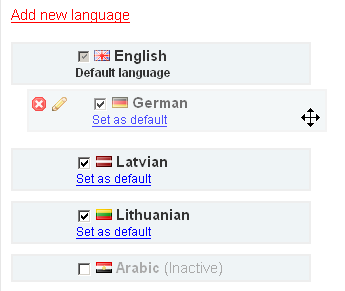 Add new language
English
Default language
German
Set as default
Latvian
Set as default
Lithuanian
Set as default
Arabic (Inactive)